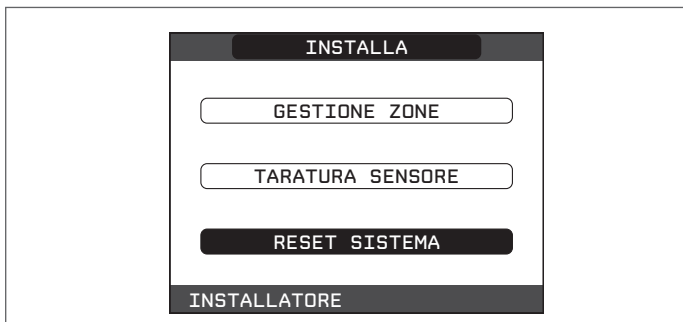 INSTALLA
GESTIONE ZONE
TARATURA SENSORE
RESET SISTEMA
INSTALLATORE